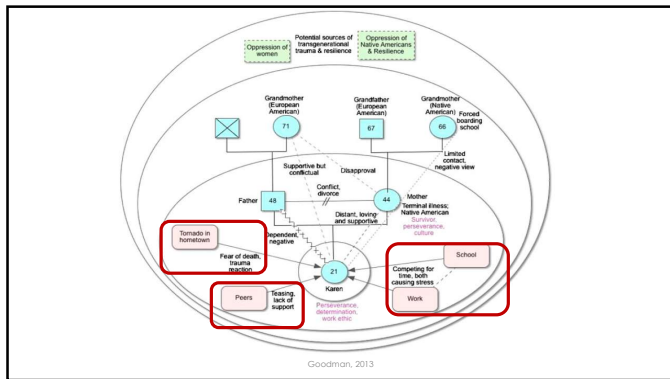 Potential sources of
transgenerational
trauma & resilience
Oppression of
women
Oppression of
Native Americans
& Resilience
Grandmother
(European
American)
Grandfather
(European
American)
Grandmother
(Native
American)
Forced
boarding
school
71
67
66
Limited
contact,
negative view
Supportive but
conflictual
Disapproval
Father
48
Conflict,
divorce
44
Mother
Terminal illness;
Native American
Survivor,
perseverance,
culture
Distant, loving
and supportive
Dependent,
negative
Tornado in
hometown
Fear of death,
trauma
reaction
21
Karen
School
Competing for
time, both
causing stress
Work
Peers
Teasing,
lack of
support
Perseverance,
determination,
work ethic
Goodman, 2013